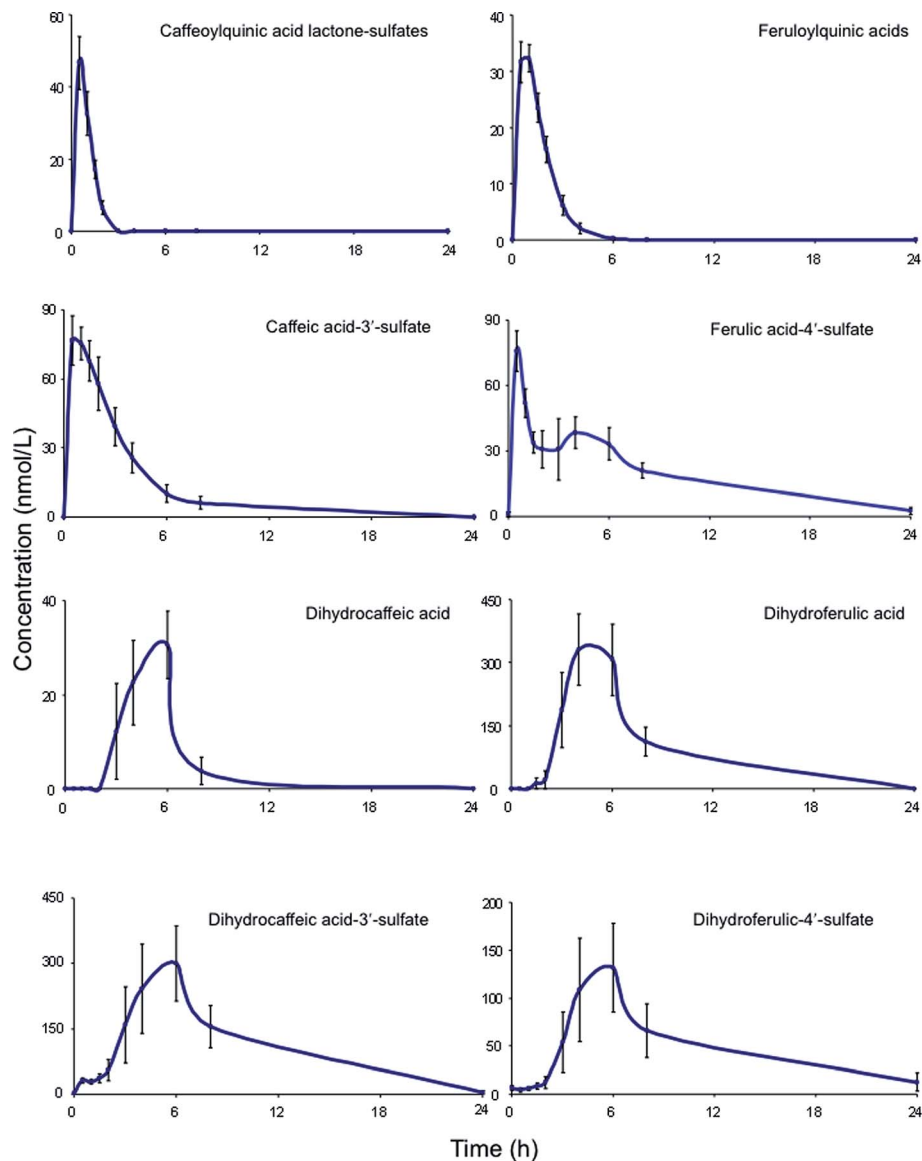 Concentration (nmol/L)
Caffeoylquinic acid lactone-sulfates
60
40
20
0
0 6 12 18 24
Feruloylquinic acids
40
30
20
10
0
0 6 12 18 24
Caffeic acid-3′-sulfate
90
60
30
0
0 6 12 18 24
Ferulic acid-4′-sulfate
90
60
30
0
0 6 12 18 24
Dihydrocaffeic acid
40
20
0
0 6 12 18 24
Dihydroferulic acid
450
300
150
0
0 6 12 18 24
Dihydrocaffeic acid-3′-sulfate
450
300
150
0
0 6 12 18 24
Dihydroferulic-4′-sulfate
200
150
100
50
0
0 6 12 18 24
Time (h)